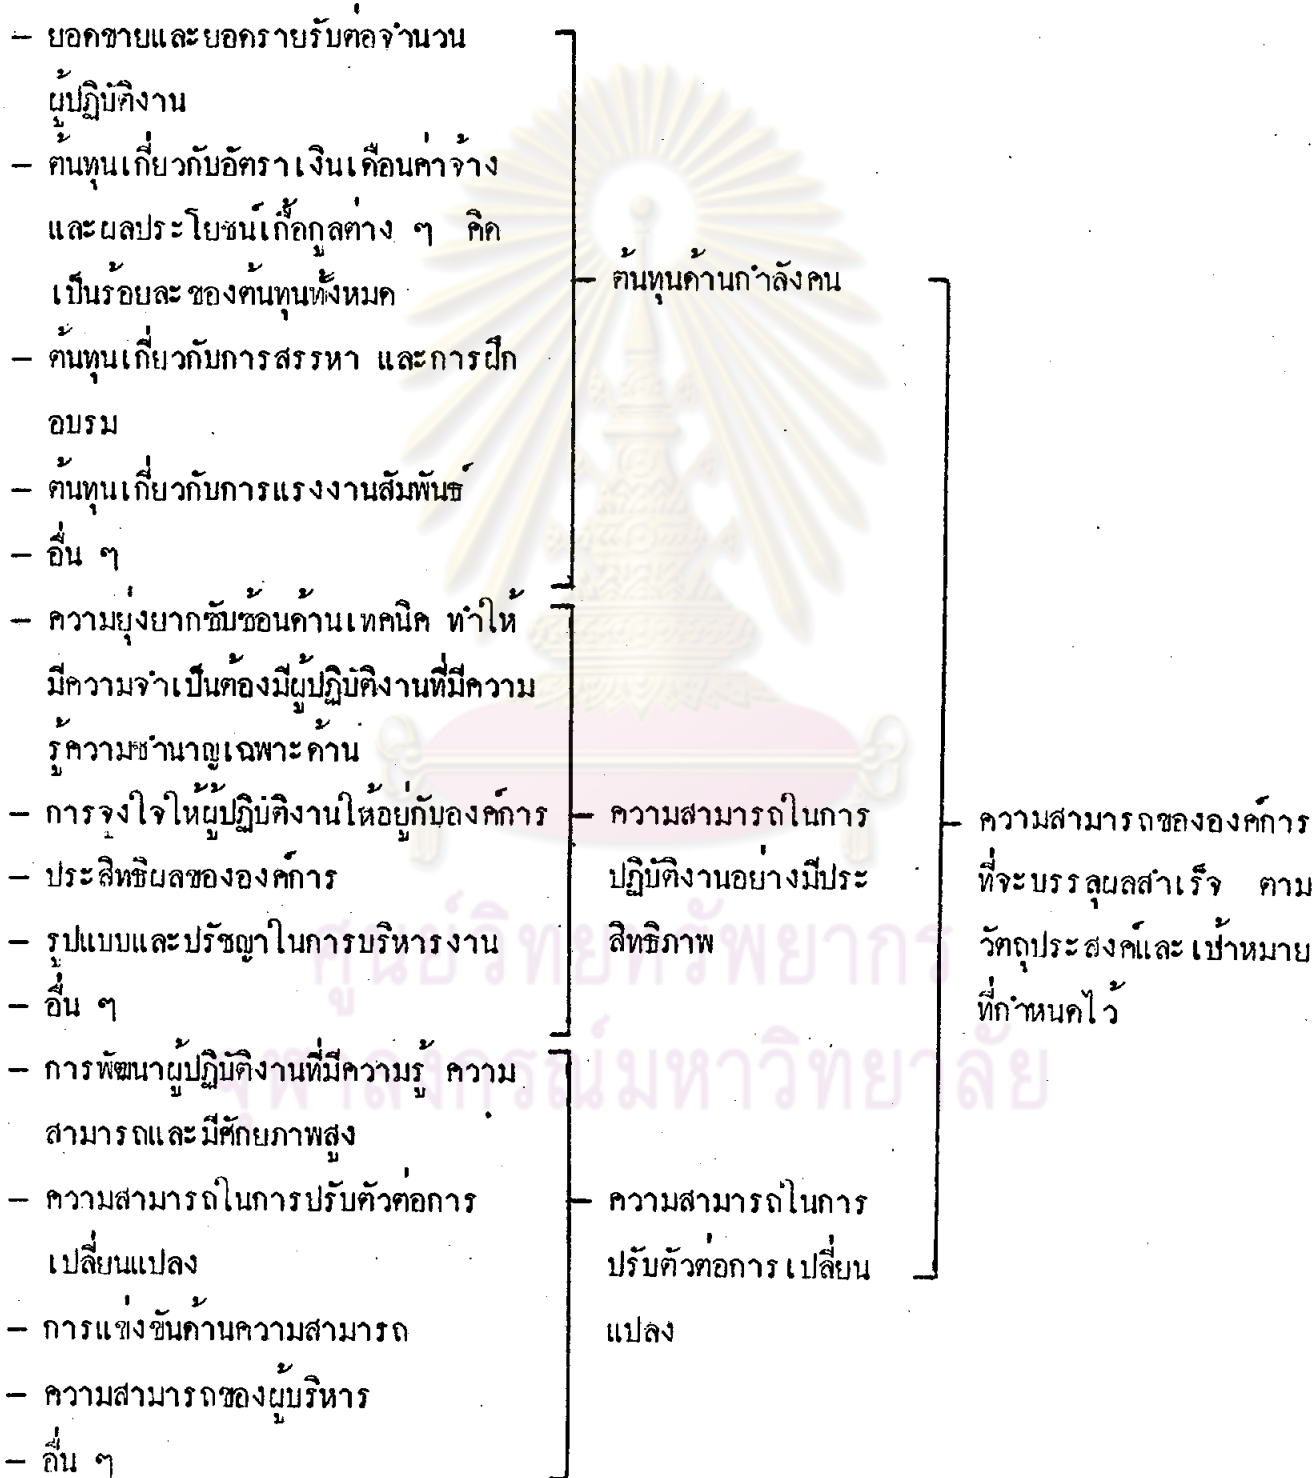 – ยอดขายและยอดรายรับต่อจำนวน
ผู้ปฏิบัติงาน
– ต้นทุนเกี่ยวกับอัตราเงินเดือนค่าจ้าง
และผลประโยชน์เกื้อกูลต่าง ๆ คิด
เป็นร้อยละของต้นทุนทั้งหมด
– ต้นทุนเกี่ยวกับการสรรหา และการฝึก
อบรม
– ต้นทุนเกี่ยวกับการแรงงานสัมพันธ์
– อื่น ๆ
– ความยุ่งยากซับซ้อนด้านเทคนิค ทำให้
มีความจำเป็นต้องมีผู้ปฏิบัติงานที่มีความ
รู้ความชำนาญเฉพาะด้าน
– การจูงใจให้ผู้ปฏิบัติงานให้อยู่กับองค์การ
– ประสิทธิผลขององค์การ
– รูปแบบและปรัชญาในการบริหารงาน
– อื่น ๆ
– การพัฒนาผู้ปฏิบัติงานที่มีความรู้ ความ
สามารถและมีศักยภาพสูง
– ความสามารถในการปรับตัวต่อการ
เปลี่ยนแปลง
– การแข่งขันด้านความสามารถ
– ความสามารถของผู้บริหาร
– อื่น ๆ
ต้นทุนด้านกำลังคน
ความสามารถในการ
ปฏิบัติงานอย่างมีประ
สิทธิภาพ
ความสามารถในการ
ปรับตัวต่อการเปลี่ยน
แปลง
ความสามารถขององค์การ
ที่จะบรรลุผลสำเร็จ ตาม
วัตถุประสงค์และเป้าหมาย
ที่กำหนดไว้
ศูนย์วิทยทรัพยากร
จุฬาลงกรณ์มหาวิทยาลัย